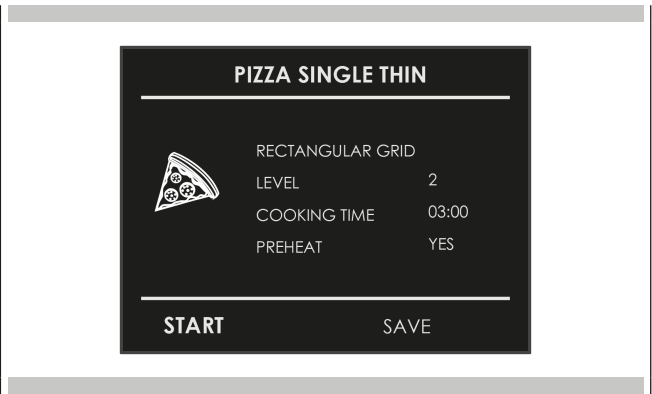 PIZZA SINGLE THIN
RECTANGULAR GRID
LEVEL 2
COOKING TIME 03:00
PREHEAT YES
START SAVE